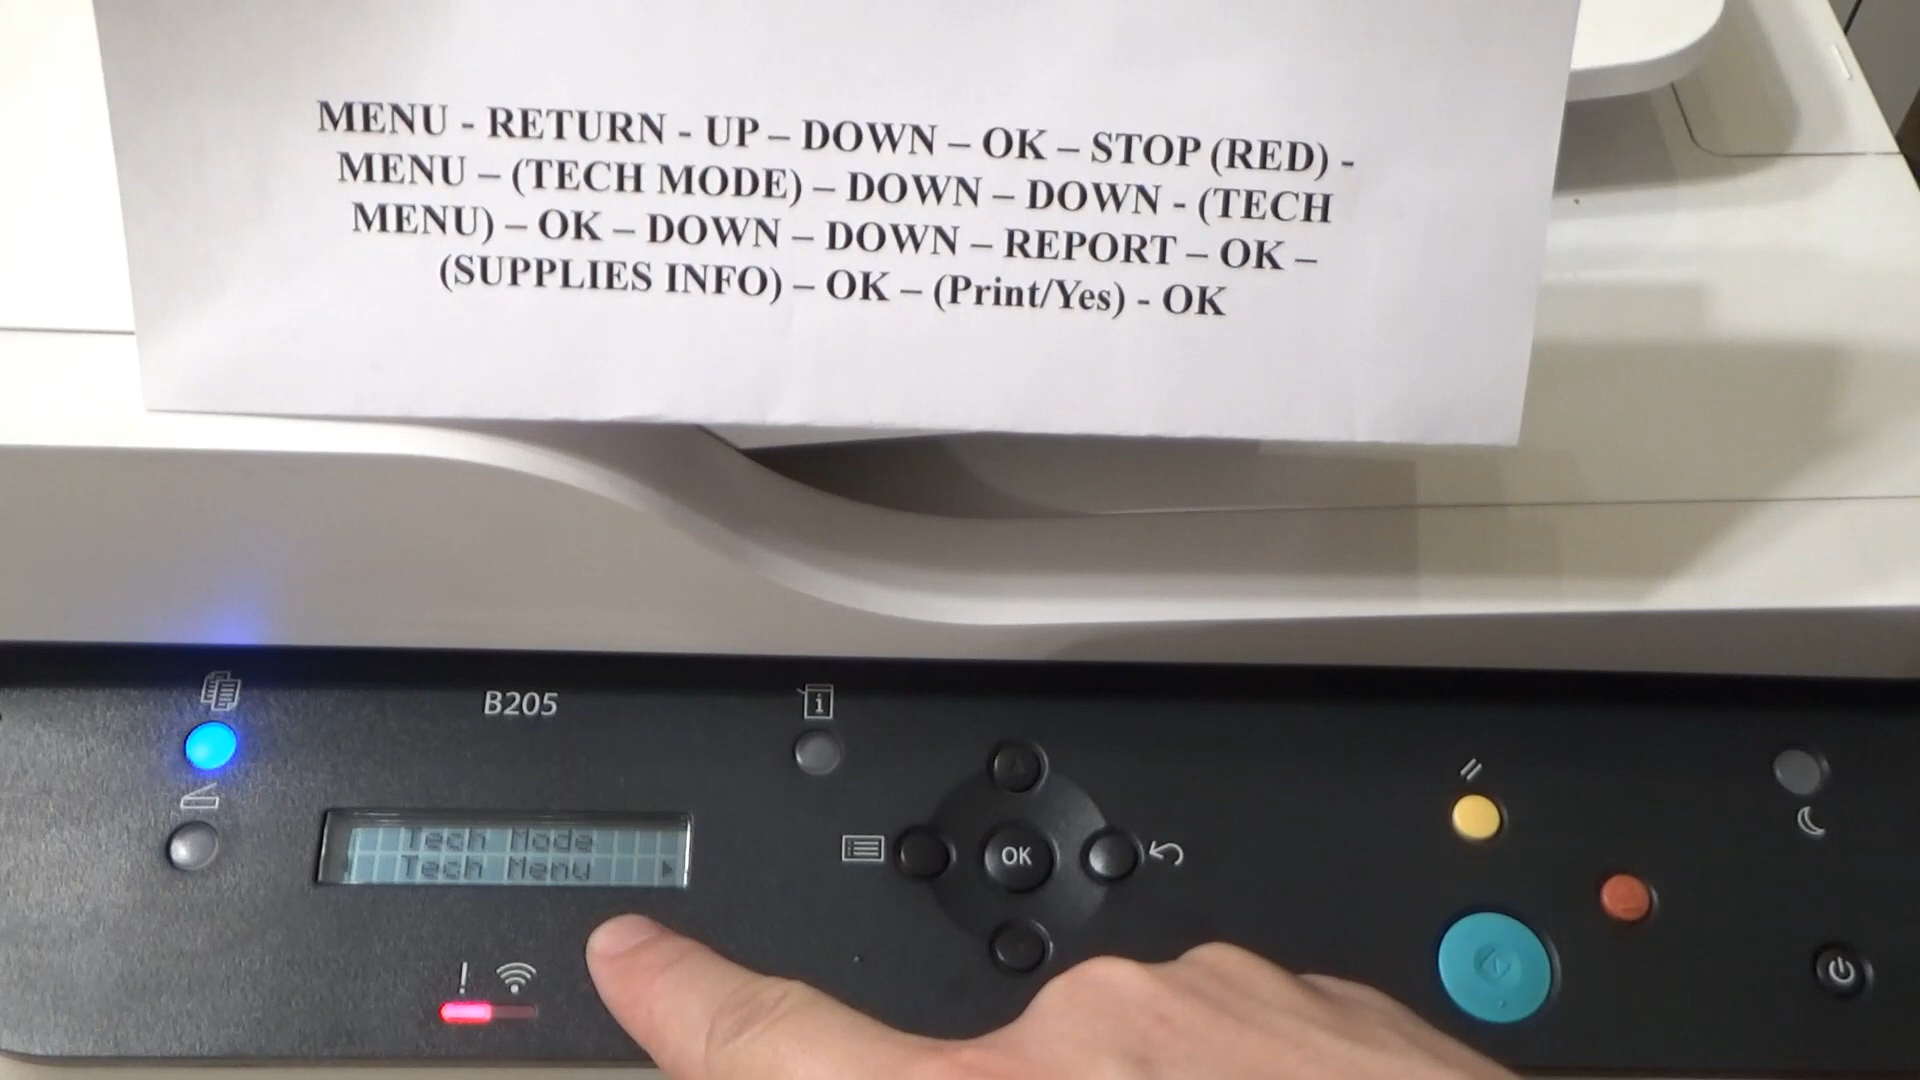 MENU - RETURN - UP – DOWN – OK – STOP (RED) -
MENU – (TECH MODE) – DOWN – DOWN - (TECH
MENU) – OK – DOWN – DOWN – REPORT – OK –
(SUPPLIES INFO) – OK – (Print/Yes) - OK
B205
Tech Mode
Tech Menu
OK